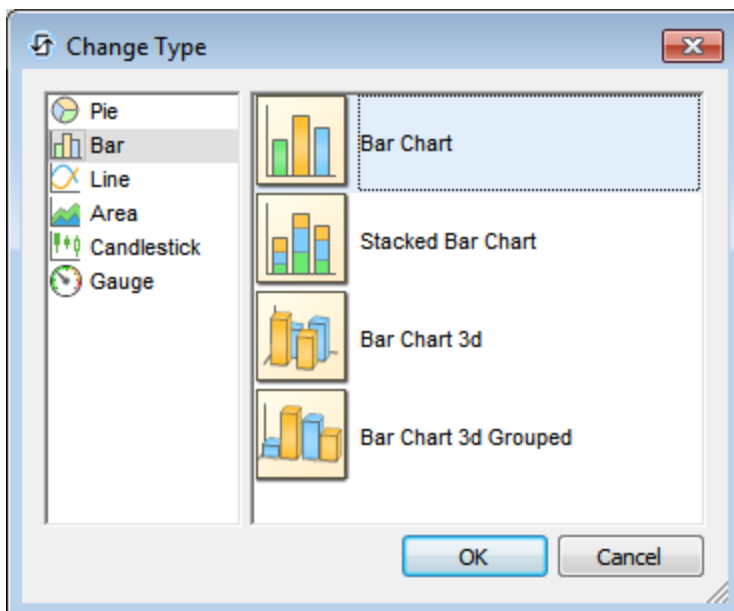 Change Type
Pie
Bar
Line
Area
Candlestick
Gauge
Bar Chart
Stacked Bar Chart
Bar Chart 3d
Bar Chart 3d Grouped
OK
Cancel